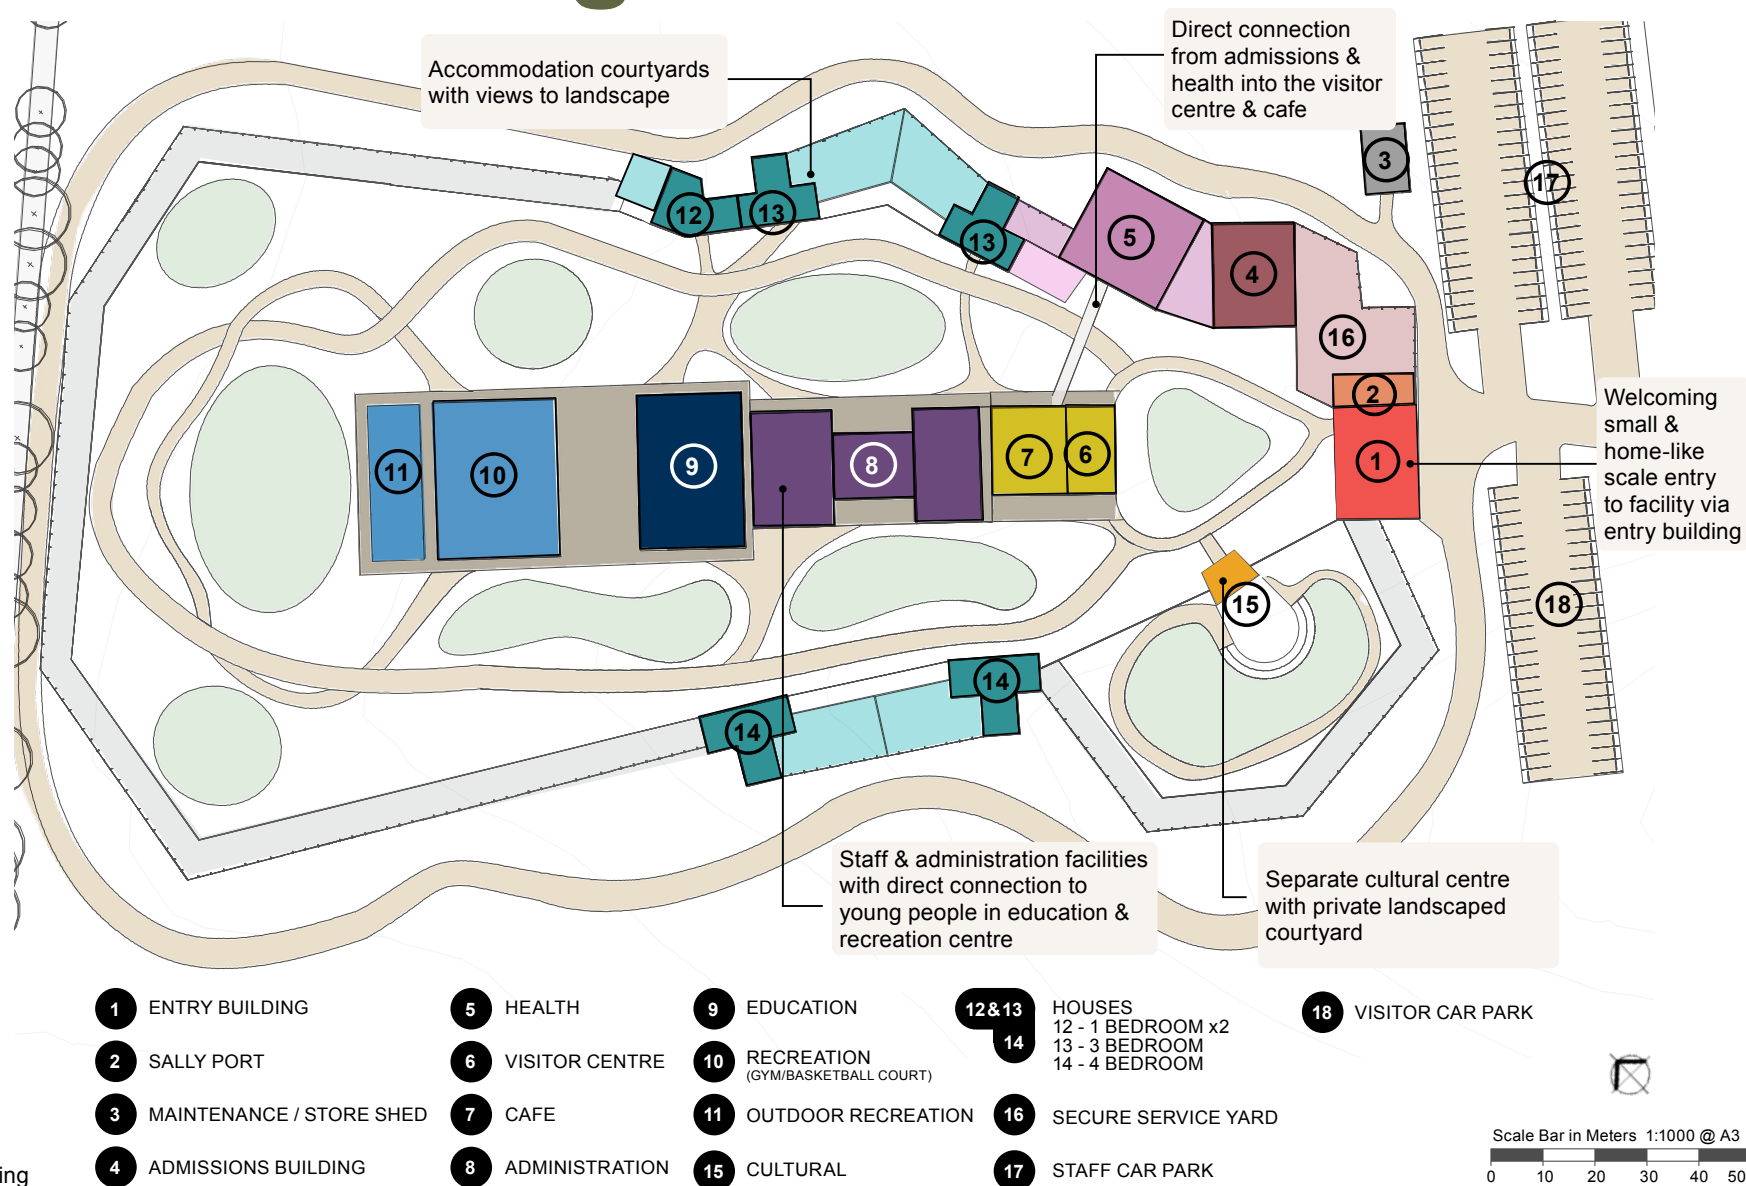 Accommodation courtyards
with views to landscape
Direct connection
from admissions &
health into the visitor
centre & cafe
3
17
12
13
13
5
4
16
2
Welcoming
small &
home-like
scale entry
to facility via
entry building
11
10
9
8
7
6
1
15
18
14
14
Staff & administration facilities
with direct connection to
young people in education &
recreation centre
Separate cultural centre
with private landscaped
courtyard
1 ENTRY BUILDING
2 SALLY PORT
3 MAINTENANCE / STORE SHED
4 ADMISSIONS BUILDING
5 HEALTH
6 VISITOR CENTRE
7 CAFE
8 ADMINISTRATION
9 EDUCATION
10 RECREATION
(GYM/BASKETBALL COURT)
11 OUTDOOR RECREATION
15 CULTURAL
12&13 HOUSES
14 12 - 1 BEDROOM x2
13 - 3 BEDROOM
14 - 4 BEDROOM
16 SECURE SERVICE YARD
17 STAFF CAR PARK
18 VISITOR CAR PARK
Scale Bar in Meters 1:1000 @ A3
0 10 20 30 40 50
ing